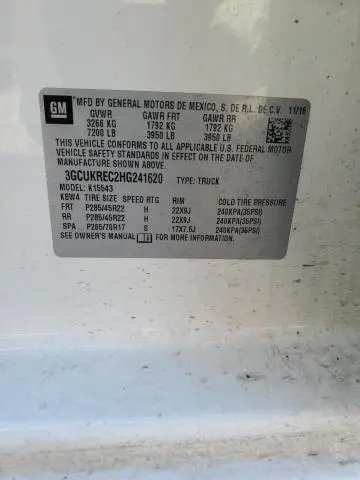 GM MFD BY GENERAL MOTORS DE MEXICO, S. DE R.L. DE C.V. 11/16
GVWR GAWR FRT GAWR RR
3266 KG 1792 KG 1792 KG
7200 LB 3950 LB 3950 LB
THIS VEHICLE CONFORMS TO ALL APPLICABLE U.S. FEDERAL MOTOR
VEHICLE SAFETY STANDARDS IN EFFECT ON THE DATE OF
MANUFACTURE SHOWN ABOVE.
3GCUKREC2HG241620 TYPE: TRUCK
MODEL: K15543
KBW4 TIRE SIZE SPEED RTG RIM COLD TIRE PRESSURE
FRT P285/45R22 H 22X9J 240KPA(35PSI)
RR P285/45R22 H 22X9J 240KPA(35PSI)
SPA P265/70R17 S 17X7.5J 240KPA(35PSI)
SEE OWNER'S MANUAL FOR MORE INFORMATION.